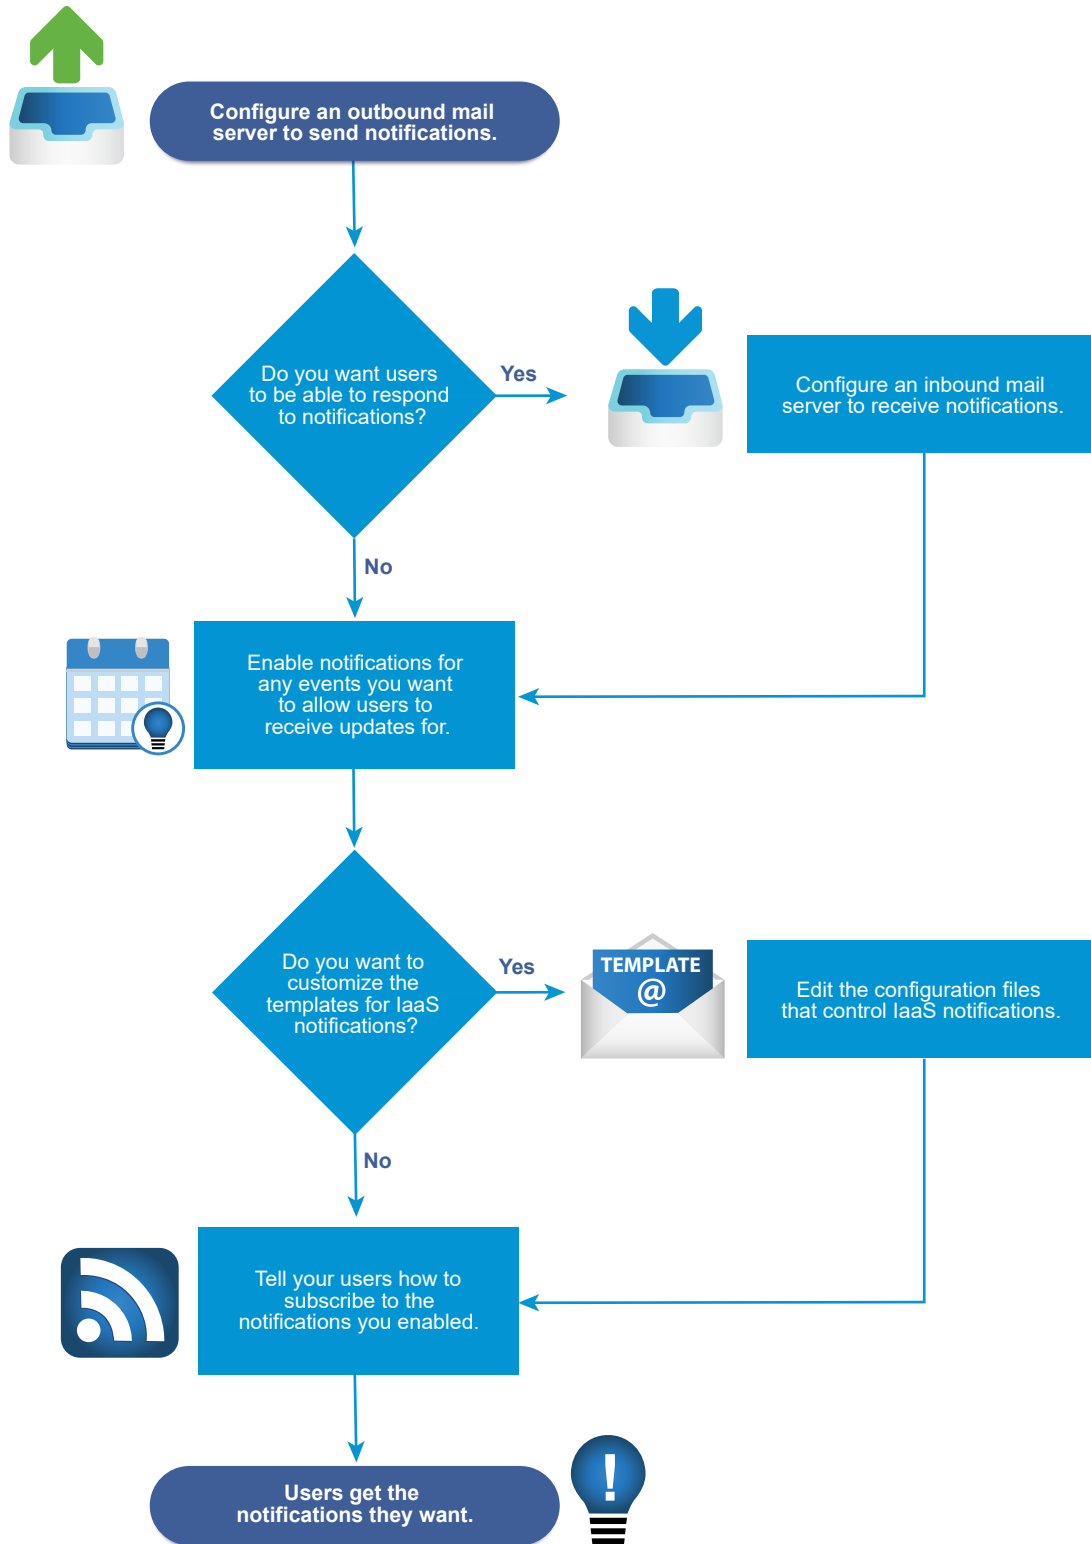 Configure an outbound mail
server to send notifications.
Do you want users
to be able to respond
to notifications?
Yes
Configure an inbound mail
server to receive notifications.
No
Enable notifications for
any events you want
to allow users to
receive updates for.
Do you want to
customize the
templates for IaaS
notifications?
Yes
TEMPLATE
@
Edit the configuration files
that control IaaS notifications.
No
Tell your users how to
subscribe to the
notifications you enabled.
Users get the
notifications they want.
!